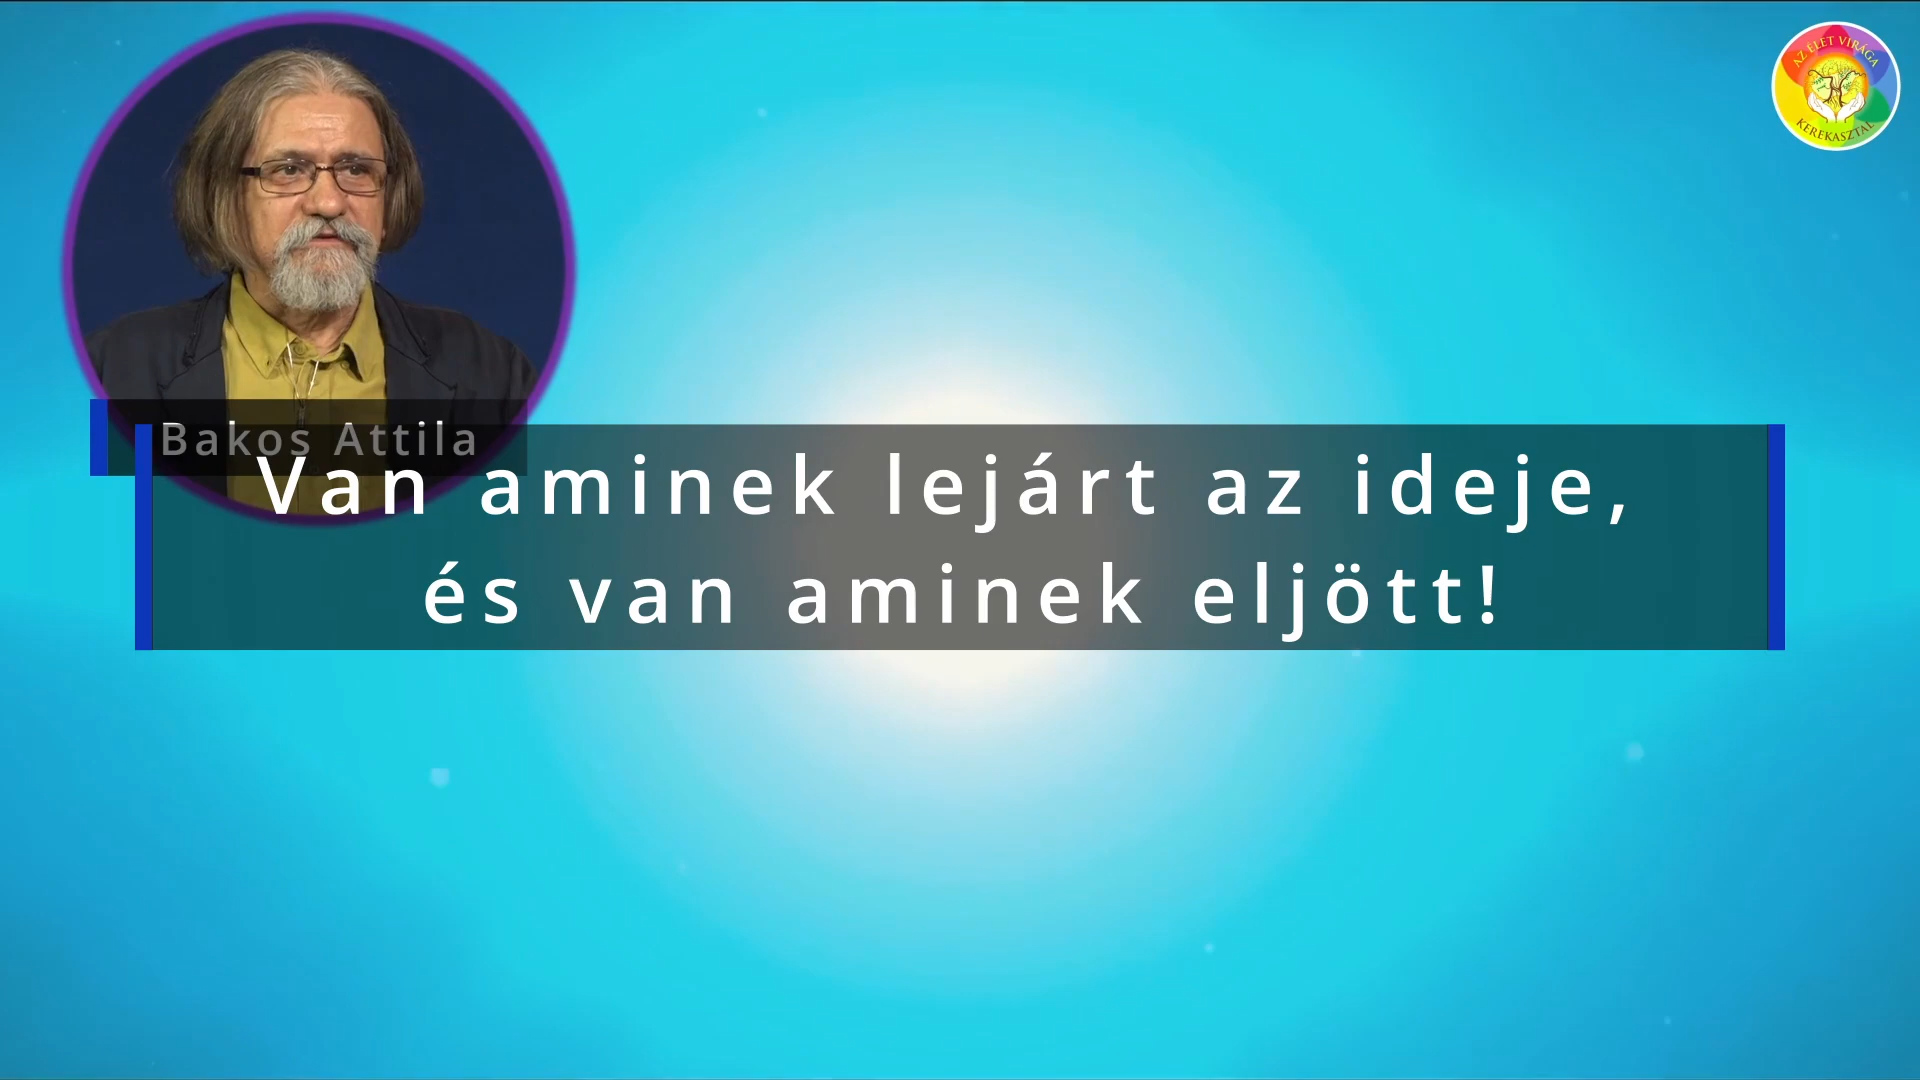 AZ ÉLET VIRÁGA
KEREKASZTAL
Bakos Attila
Van aminek lejárt az ideje,
és van aminek eljött!